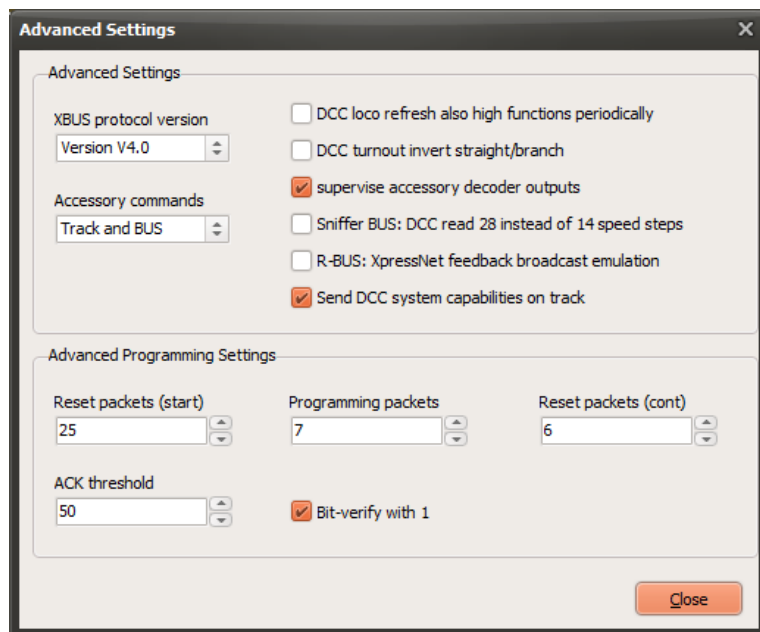 Advanced Settings
Advanced Settings
XBUS protocol version
Version V4.0
Accessory commands
Track and BUS
DCC loco refresh also high functions periodically
DCC turnout invert straight/branch
supervise accessory decoder outputs
Sniffer BUS: DCC read 28 instead of 14 speed steps
R-BUS: XpressNet feedback broadcast emulation
Send DCC system capabilities on track
Advanced Programming Settings
Reset packets (start)
25
Programming packets
7
Reset packets (cont)
6
ACK threshold
50
Bit-verify with 1
Close